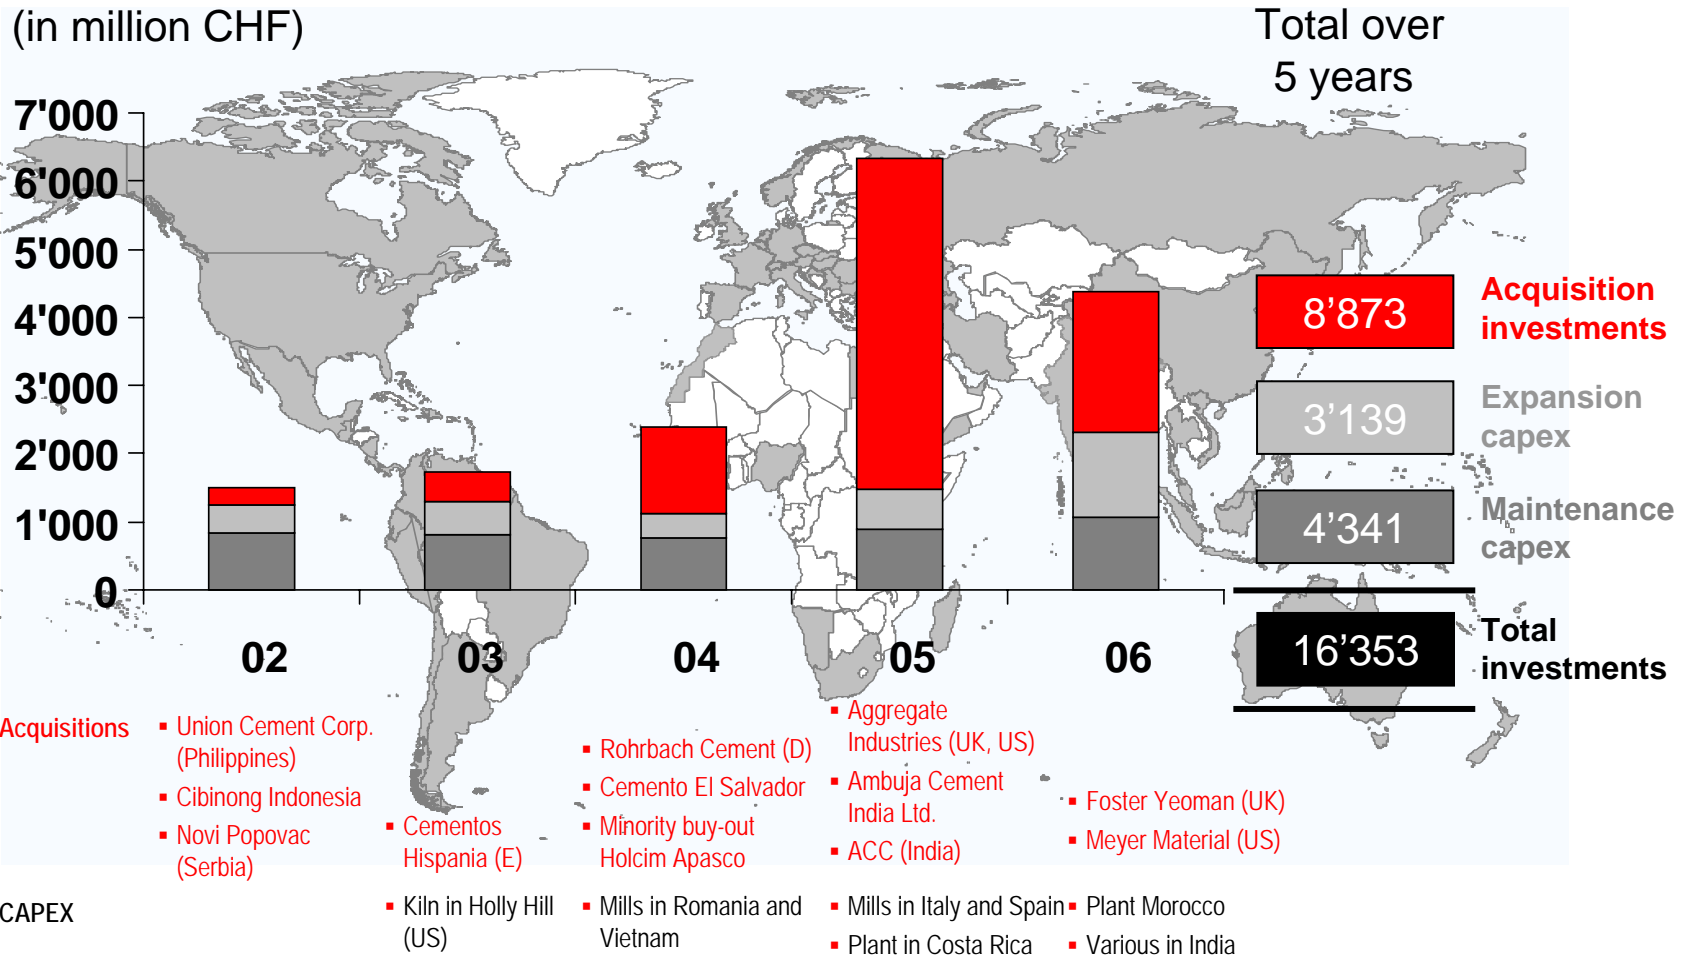 (in million CHF)
Total over
5 years
7'000
6'000
5'000
4'000
3'000
2'000
1'000
0
02
03
04
05
06
8’873
Acquisition
investments
3’139
Expansion
capex
4’341
Maintenance
capex
16’353
Total
investments
Acquisitions
▪ Union Cement Corp.
(Philippines)
▪ Cibinong Indonesia
▪ Novi Popovac
(Serbia)
▪ Cementos
Hispania (E)
▪ Rohrbach Cement (D)
▪ Cemento El Salvador
▪ Minority buy-out
Holcim Apasco
▪ Aggregate
Industries (UK, US)
▪ Ambuja Cement
India Ltd.
▪ ACC (India)
▪ Foster Yeoman (UK)
▪ Meyer Material (US)
CAPEX
▪ Kiln in Holly Hill
(US)
▪ Mills in Romania and
Vietnam
▪ Mills in Italy and Spain
▪ Plant in Costa Rica
▪ Plant Morocco
▪ Various in India